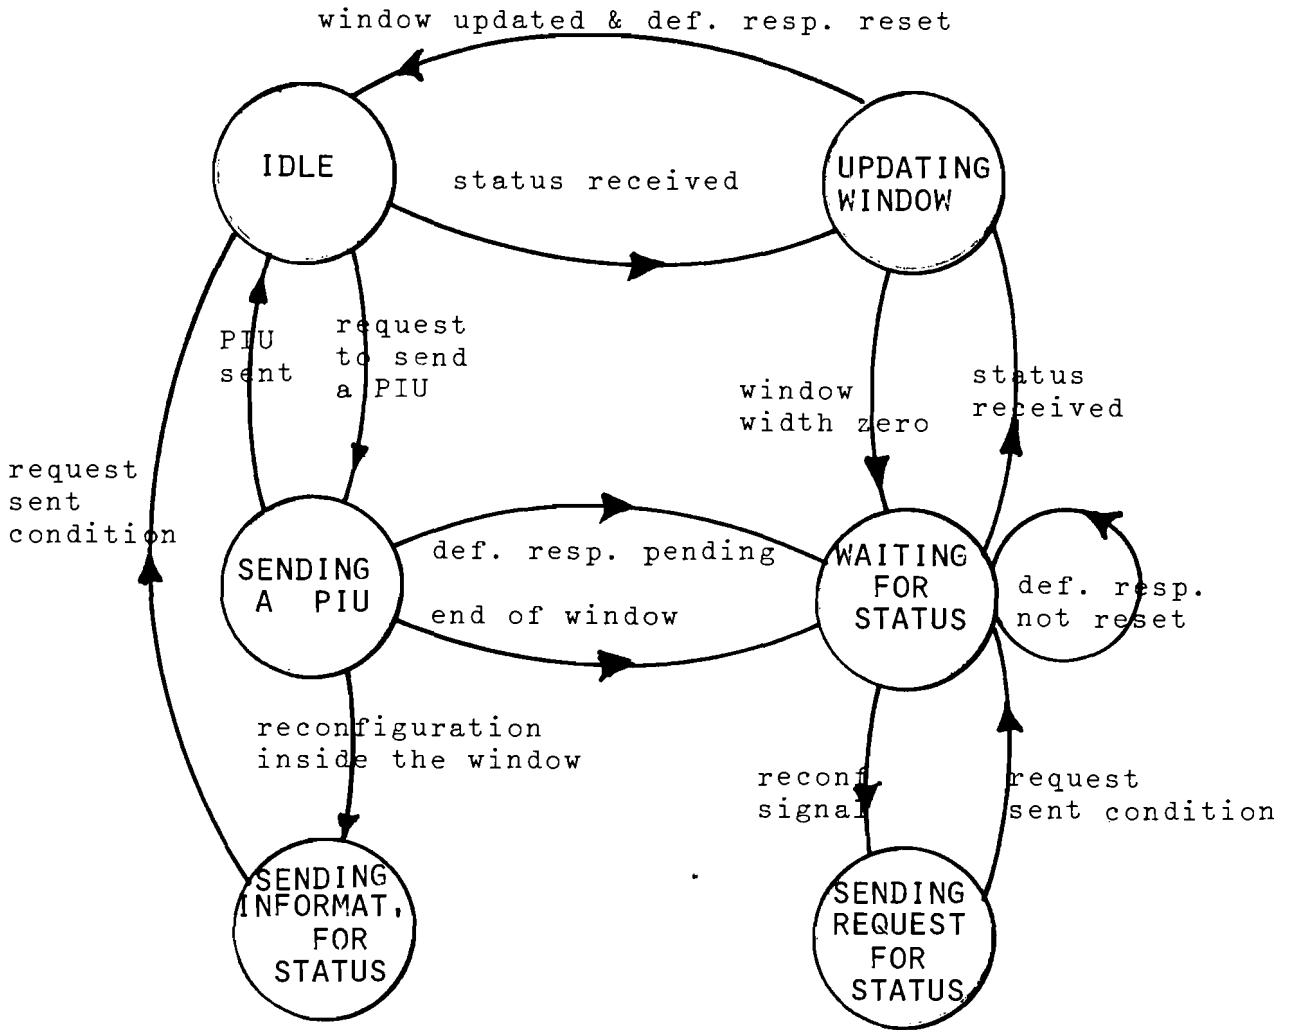 window updated & def. resp. reset
IDLE
status received
UPDATING
WINDOW
PIU
sent
request
to send
a PIU
window
width zero
status
received
request
sent
condition
SENDING
A PIU
def. resp. pending
end of window
WAITING
FOR
STATUS
def. resp.
not reset
reconfiguration
inside the window
reconf.
signal
request
sent condition
SENDING
INFORMAT.
FOR
STATUS
SENDING
REQUEST
FOR
STATUS